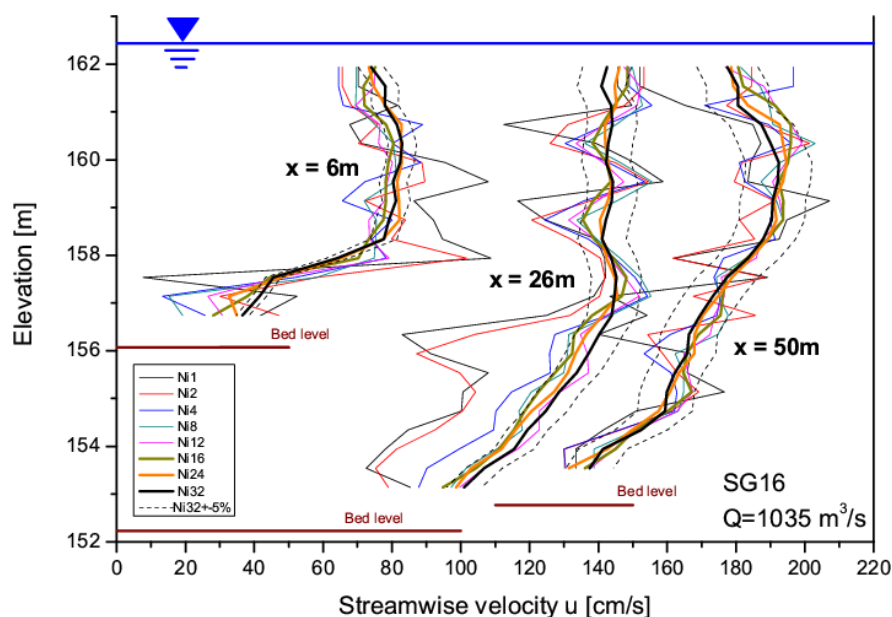 162
160
158
156
154
152
Elevation [m]
x = 6m
x = 26m
x = 50m
Bed level
Bed level
Bed level
Ni1
Ni2
Ni4
Ni8
Ni12
Ni16
Ni24
Ni32
Ni32+-5%
SG16
Q=1035 m³/s
0 20 40 60 80 100 120 140 160 180 200 220
Streamwise velocity u [cm/s]